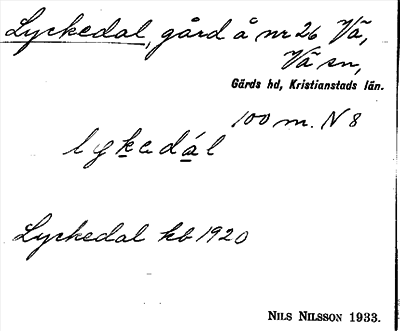 Lyckedal, gård å nr 26 Vä,
Vä sn,
Gärds hd, Kristianstads län.
100 m. N 8
lykedál
Lyckedal kb 1920
NILS NILSSON 1933.